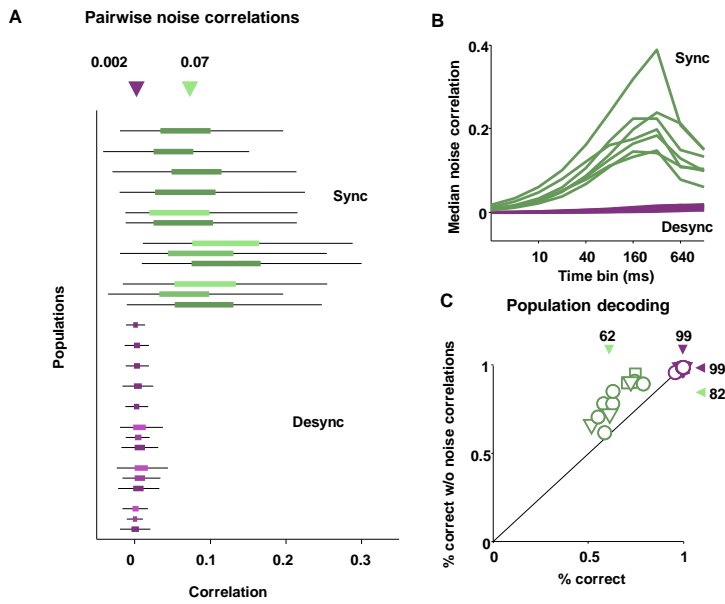 A
Pairwise noise correlations
0.002
0.07
Populations
Sync
Desync
0
0.1
0.2
0.3
Correlation
B
Median noise correlation
0.4
0.2
0
Sync
Desync
10
40
160
640
Time bin (ms)
C
Population decoding
62
99
99
82
% correct w/o noise correlations
1
0.5
0
0
0.5
1
% correct